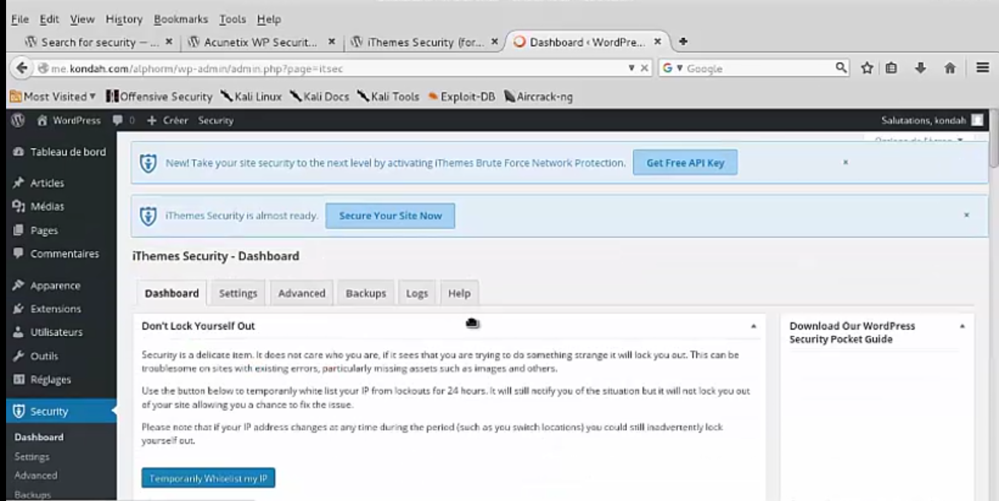 File Edit View History Bookmarks Tools Help
Search for security — ... × Acunetix WP Securit... × iThemes Security (for... × Dashboard ‹ WordPre... ×
me.kondah.com/alphorm/wp-admin/admin.php?page=itsec Google
Most Visited Offensive Security Kali Linux Kali Docs Kali Tools Exploit-DB Aircrack-ng
WordPress 0 + Créer Security Salutations, kondah
Tableau de bord
Articles
Médias
Pages
Commentaires
Apparence
Extensions
Utilisateurs
Outils
Réglages
Security
Dashboard
Settings
Advanced
Backups
New! Take your site security to the next level by activating iThemes Brute Force Network Protection. Get Free API Key ×
iThemes Security is almost ready. Secure Your Site Now ×
iThemes Security - Dashboard
Dashboard Settings Advanced Backups Logs Help
Don't Lock Yourself Out
Security is a delicate item. It does not care who you are, if it sees that you are trying to do something strange it will lock you out. This can be
troublesome on sites with existing errors, particularly missing assets such as images and others.
Use the button below to temporarily white list your IP from lockouts for 24 hours. It will still notify you of the situation but it will not lock you out
of your site allowing you a chance to fix the issue.
Please note that if your IP address changes at any time during the period (such as you switch locations) you could still inadvertently lock
yourself out.
Temporarily Whitelist my IP
Download Our WordPress
Security Pocket Guide